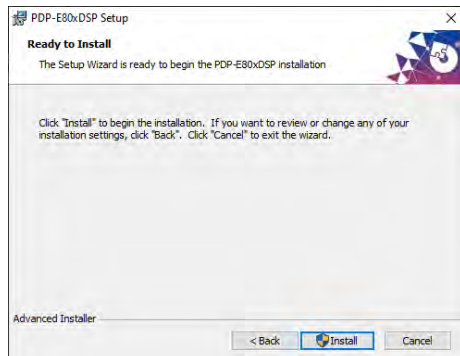 PDP-E80xDSP Setup
Ready to Install
The Setup Wizard is ready to begin the PDP-E80xDSP installation
Click "Install" to begin the installation. If you want to review or change any of your
installation settings, click "Back". Click "Cancel" to exit the wizard.
Advanced Installer
< Back Install Cancel